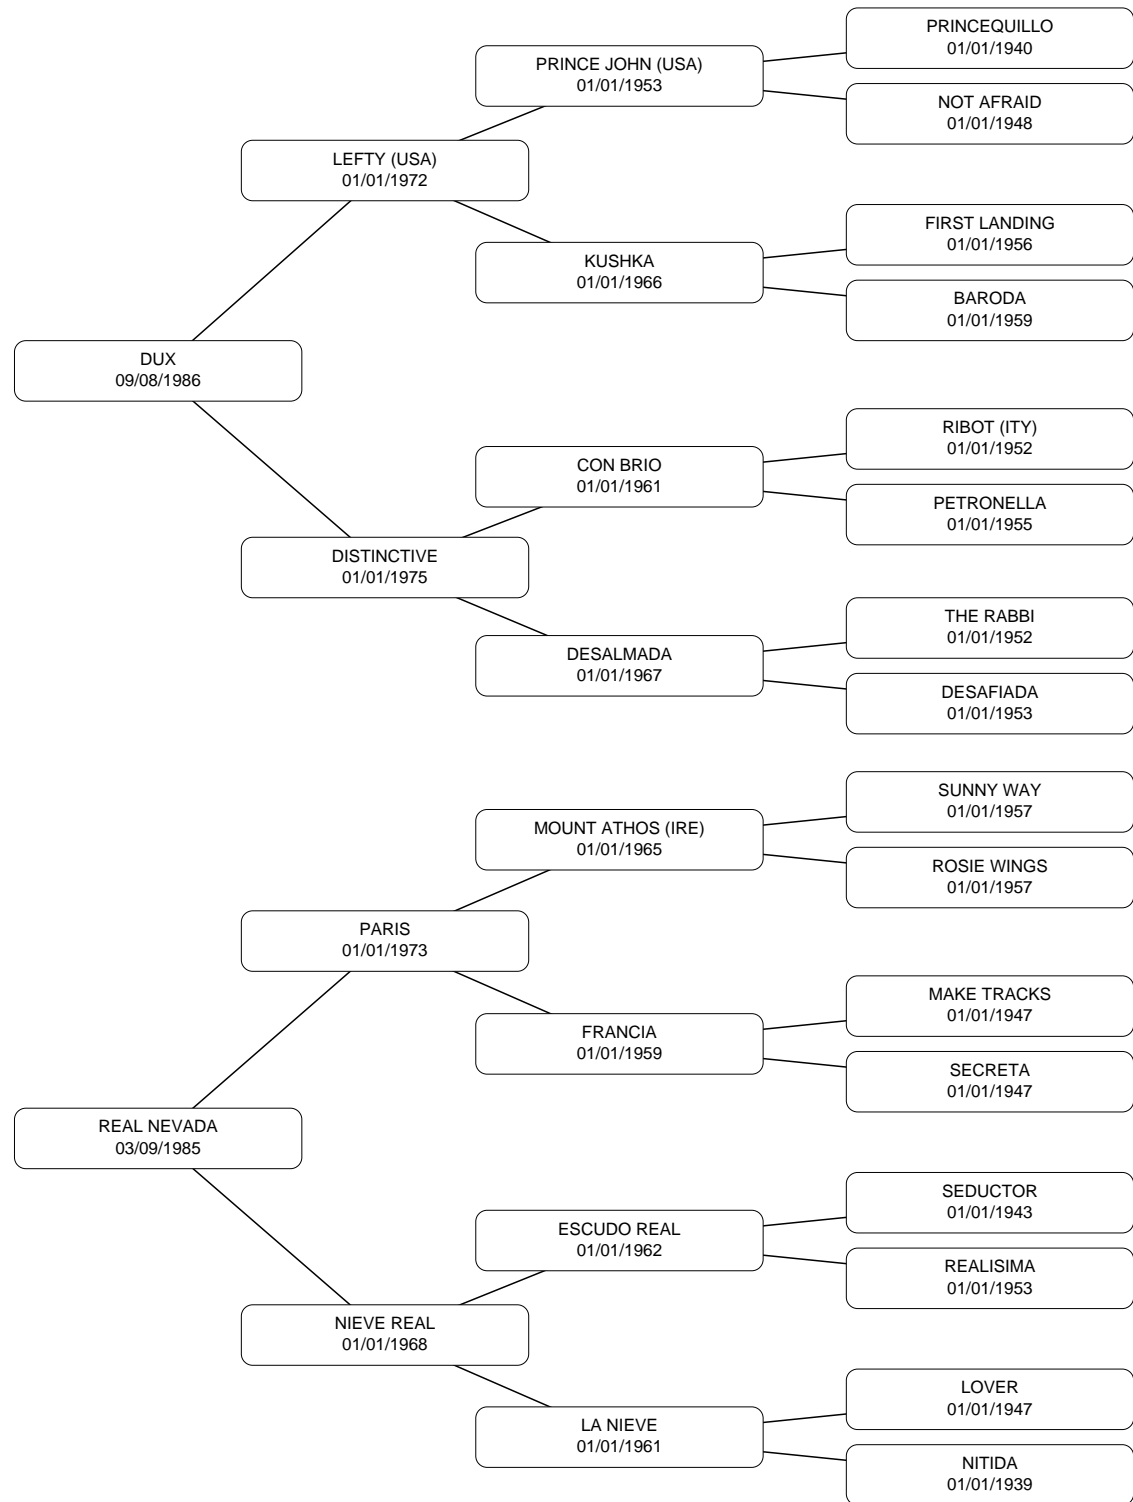 PRINCEQUILLO
01/01/1940
PRINCE JOHN (USA)
01/01/1953
NOT AFRAID
01/01/1948
LEFTY (USA)
01/01/1972
FIRST LANDING
01/01/1956
KUSHKA
01/01/1966
BARODA
01/01/1959
DUX
09/08/1986
RIBOT (ITY)
01/01/1952
CON BRIO
01/01/1961
PETRONELLA
01/01/1955
DISTINCTIVE
01/01/1975
THE RABBI
01/01/1952
DESALMADA
01/01/1967
DESAFIADA
01/01/1953
SUNNY WAY
01/01/1957
MOUNT ATHOS (IRE)
01/01/1965
ROSIE WINGS
01/01/1957
PARIS
01/01/1973
MAKE TRACKS
01/01/1947
FRANCIA
01/01/1959
SECRETA
01/01/1947
REAL NEVADA
03/09/1985
SEDUCTOR
01/01/1943
ESCUDO REAL
01/01/1962
REALISIMA
01/01/1953
NIEVE REAL
01/01/1968
LOVER
01/01/1947
LA NIEVE
01/01/1961
NITIDA
01/01/1939